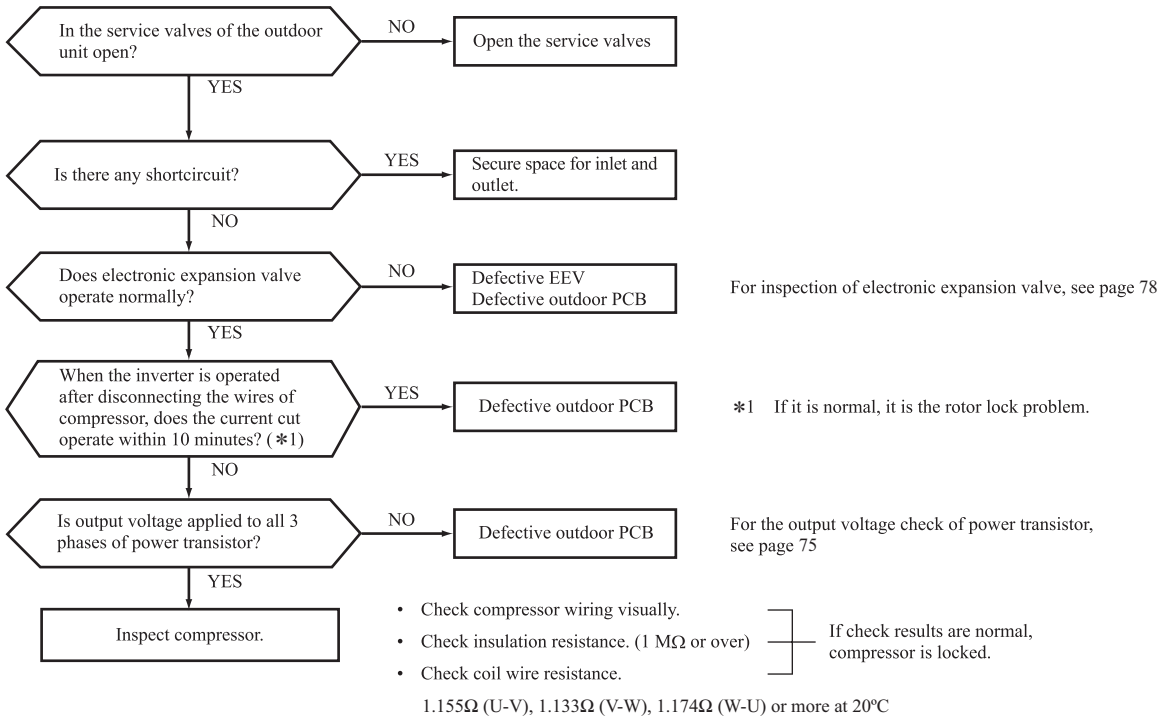 In the service valves of the outdoor
unit open?
NO
Open the service valves
YES
Is there any shortcircuit?
YES
Secure space for inlet and
outlet.
NO
Does electronic expansion valve
operate normally?
NO
Defective EEV
Defective outdoor PCB
For inspection of electronic expansion valve, see page 78
YES
When the inverter is operated
after disconnecting the wires of
compressor, does the current cut
operate within 10 minutes? (∗1)
YES
Defective outdoor PCB
∗1 If it is normal, it is the rotor lock problem.
NO
Is output voltage applied to all 3
phases of power transistor?
NO
Defective outdoor PCB
For the output voltage check of power transistor,
see page 75
YES
Inspect compressor.
• Check compressor wiring visually.
• Check insulation resistance. (1 MΩ or over)
• Check coil wire resistance.
1.155Ω (U-V), 1.133Ω (V-W), 1.174Ω (W-U) or more at 20ºC
If check results are normal,
compressor is locked.